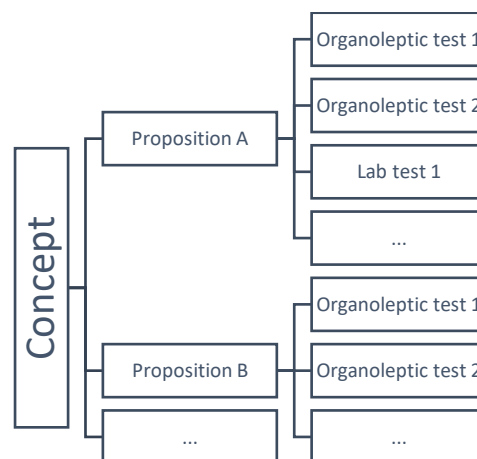 Concept
Proposition A
Organoleptic test 1
Organoleptic test 2
Lab test 1
...
Proposition B
Organoleptic test 1
Organoleptic test 2
...
...